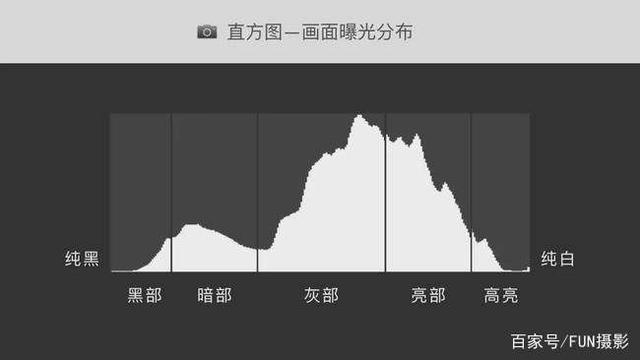 直方图—画面曝光分布
纯黑
纯白
黑部
暗部
灰部
亮部
高亮
百家号/FUN摄影